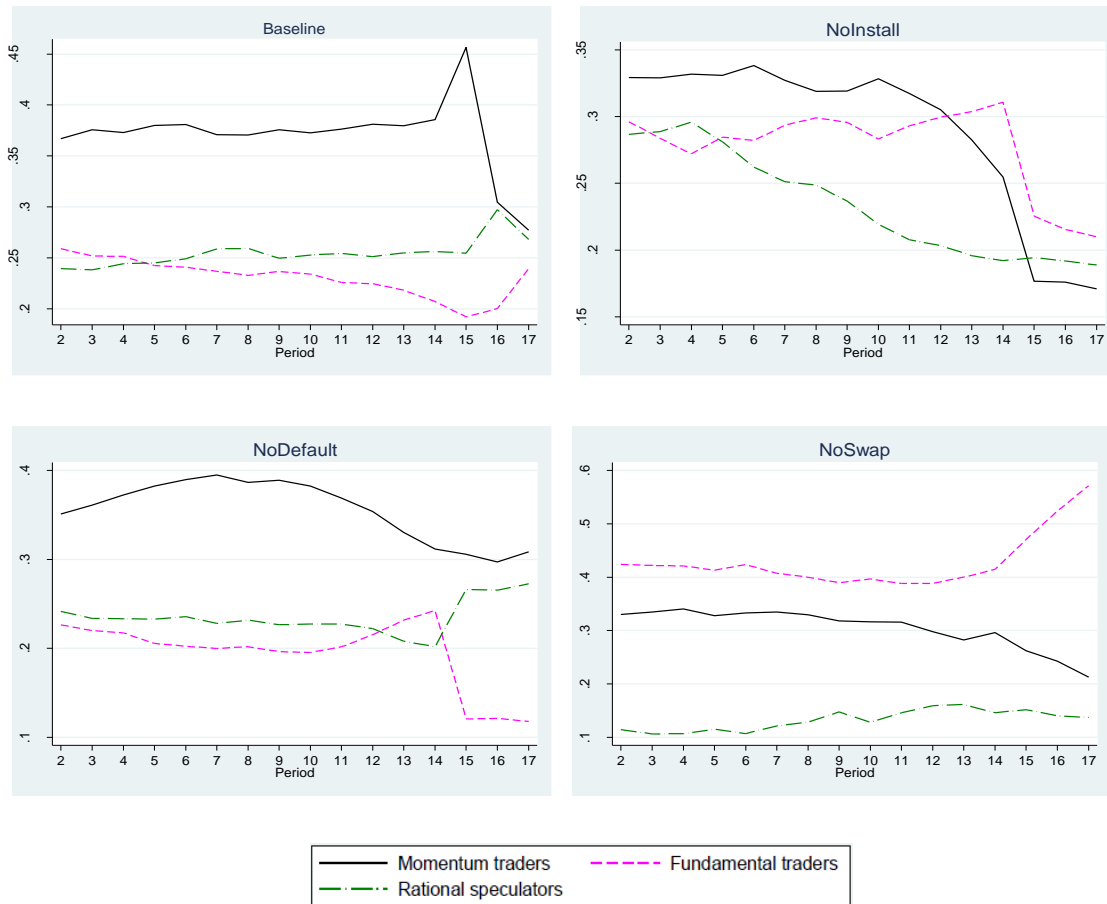 Baseline
.45
.4
.35
.3
.25
.2
2 3 4 5 6 7 8 9 10 11 12 13 14 15 16 17
Period
NoInstall
.35
.3
.25
.2
.15
2 3 4 5 6 7 8 9 10 11 12 13 14 15 16 17
Period
NoDefault
.4
.3
.2
.1
2 3 4 5 6 7 8 9 10 11 12 13 14 15 16 17
Period
NoSwap
.6
.5
.4
.3
.2
.1
2 3 4 5 6 7 8 9 10 11 12 13 14 15 16 17
Period
Momentum traders Fundamental traders
Rational speculators